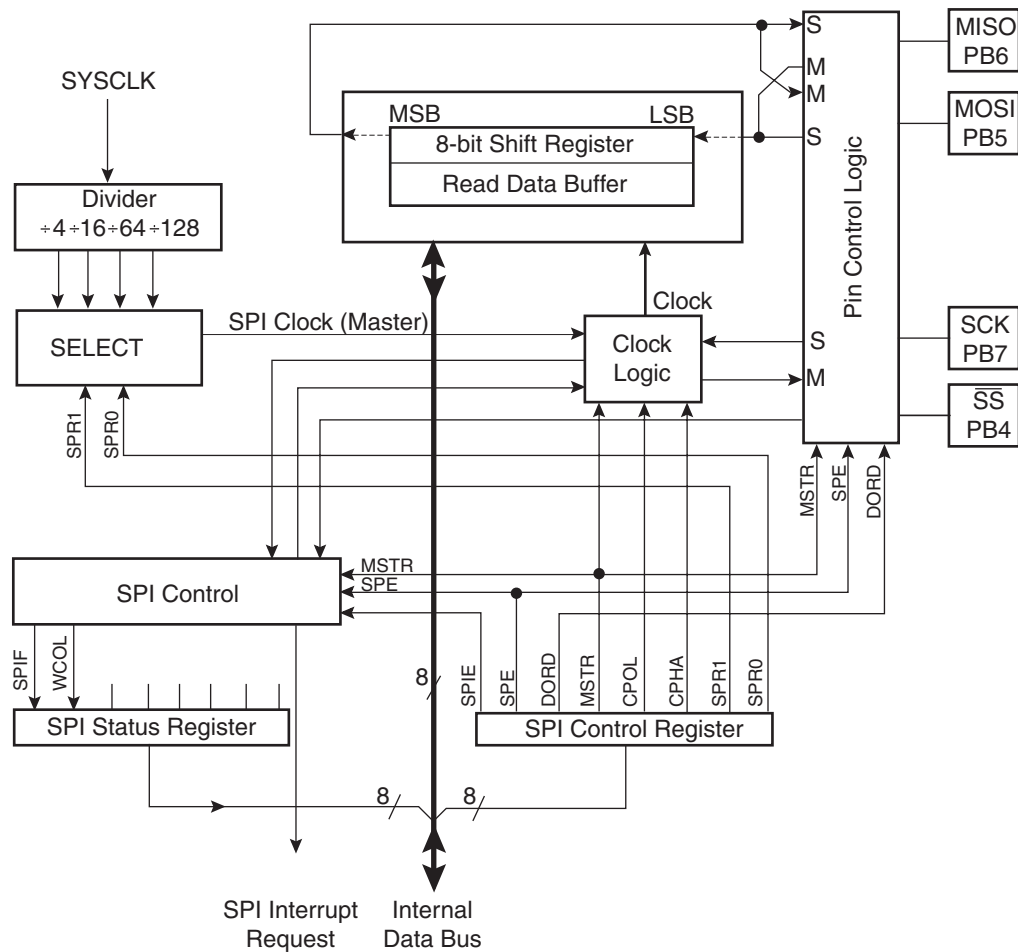 S
MISO
PB6
M
M
SYSCLK
MSB
LSB
MOSI
PB5
8-bit Shift Register
S
Read Data Buffer
Divider
÷4÷16÷64÷128
Pin Control Logic
Clock
SPI Clock (Master)
SELECT
Clock
Logic
S
M
SCK
PB7
SS
PB4
SPR1
SPR0
MSTR
SPE
DORD
SPI Control
MSTR
SPE
SPIF
WCOL
8
SPIE
SPE
DORD
MSTR
CPOL
CPHA
SPR1
SPR0
SPI Status Register
SPI Control Register
8
8
SPI Interrupt
Request
Internal
Data Bus